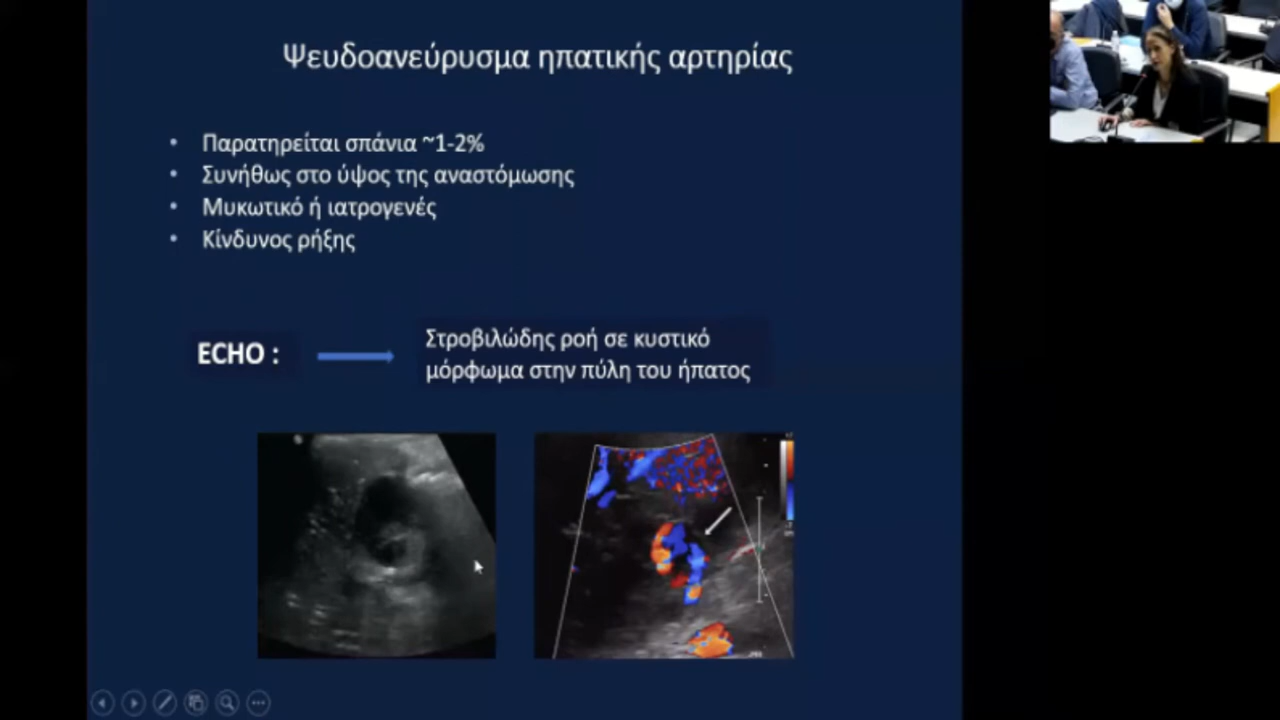 Ψευδοανεύρυσμα ηπατικής αρτηρίας
• Παρατηρείται σπάνια ~1-2%
• Συνήθως στο ύψος της αναστόμωσης
• Μυκωτικό ή ιατρογενές
• Κίνδυνος ρήξης
ECHO :
Στροβιλώδης ροή σε κυστικό
μόρφωμα στην πύλη του ήπατος